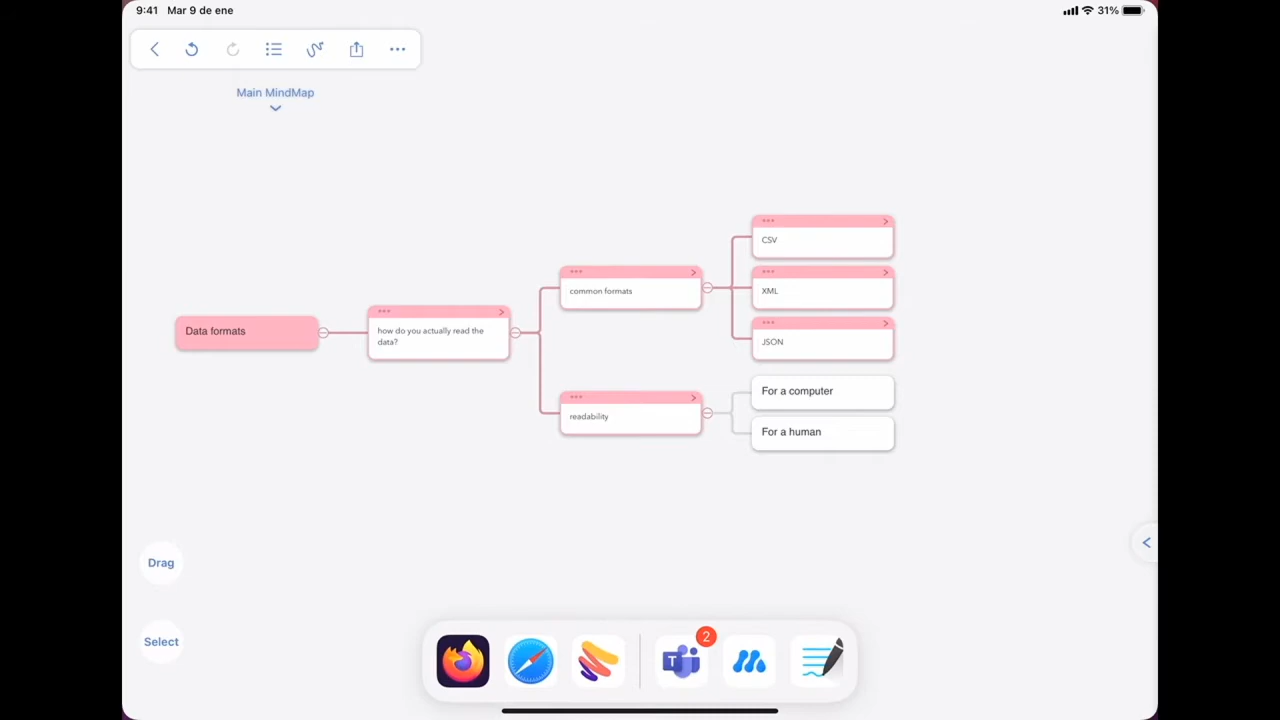 9:41 Mar 9 de ene
31%
Main MindMap
CSV
XML
JSON
common formats
Data formats
how do you actually read the
data?
For a computer
For a human
readability
Drag
Select
2
T